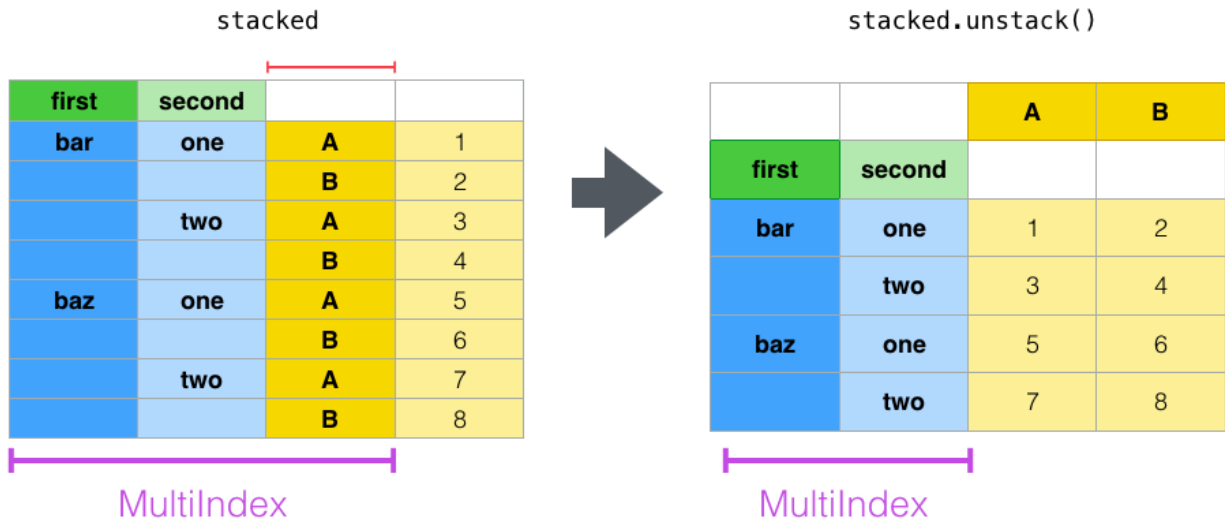 stacked
first second
bar one A 1
B 2
two A 3
B 4
baz one A 5
B 6
two A 7
B 8
MultiIndex
stacked.unstack()
A B
first second
bar one 1 2
two 3 4
baz one 5 6
two 7 8
MultiIndex